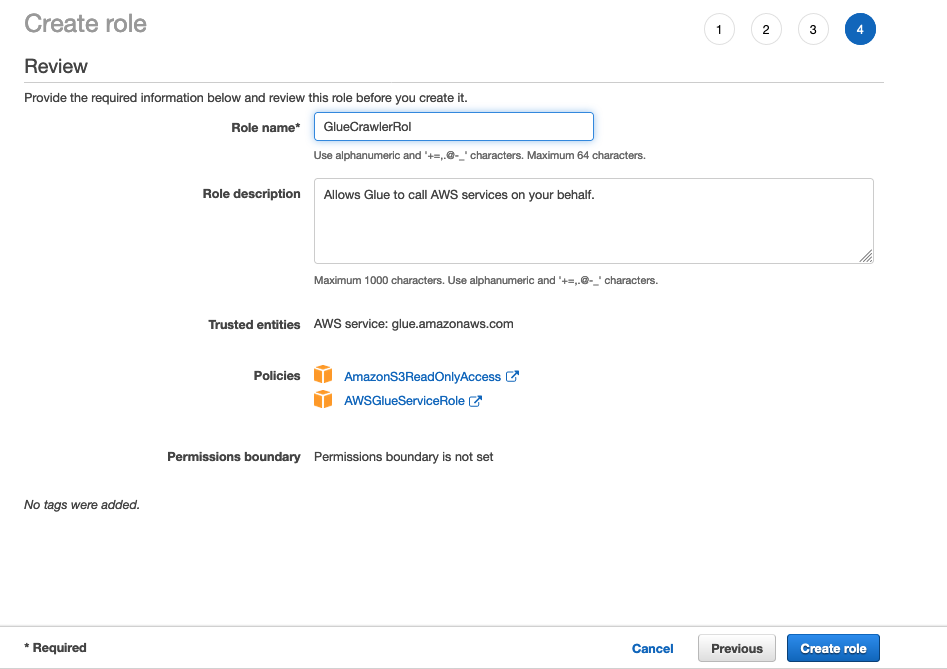 Create role
1 2 3 4
Review
Provide the required information below and review this role before you create it.
Role name* GlueCrawlerRol
Use alphanumeric and '+=,.@-_' characters. Maximum 64 characters.
Role description Allows Glue to call AWS services on your behalf.
Maximum 1000 characters. Use alphanumeric and '+=,.@-_' characters.
Trusted entities AWS service: glue.amazonaws.com
Policies AmazonS3ReadOnlyAccess
AWSGlueServiceRole
Permissions boundary Permissions boundary is not set
No tags were added.
* Required Cancel Previous Create role